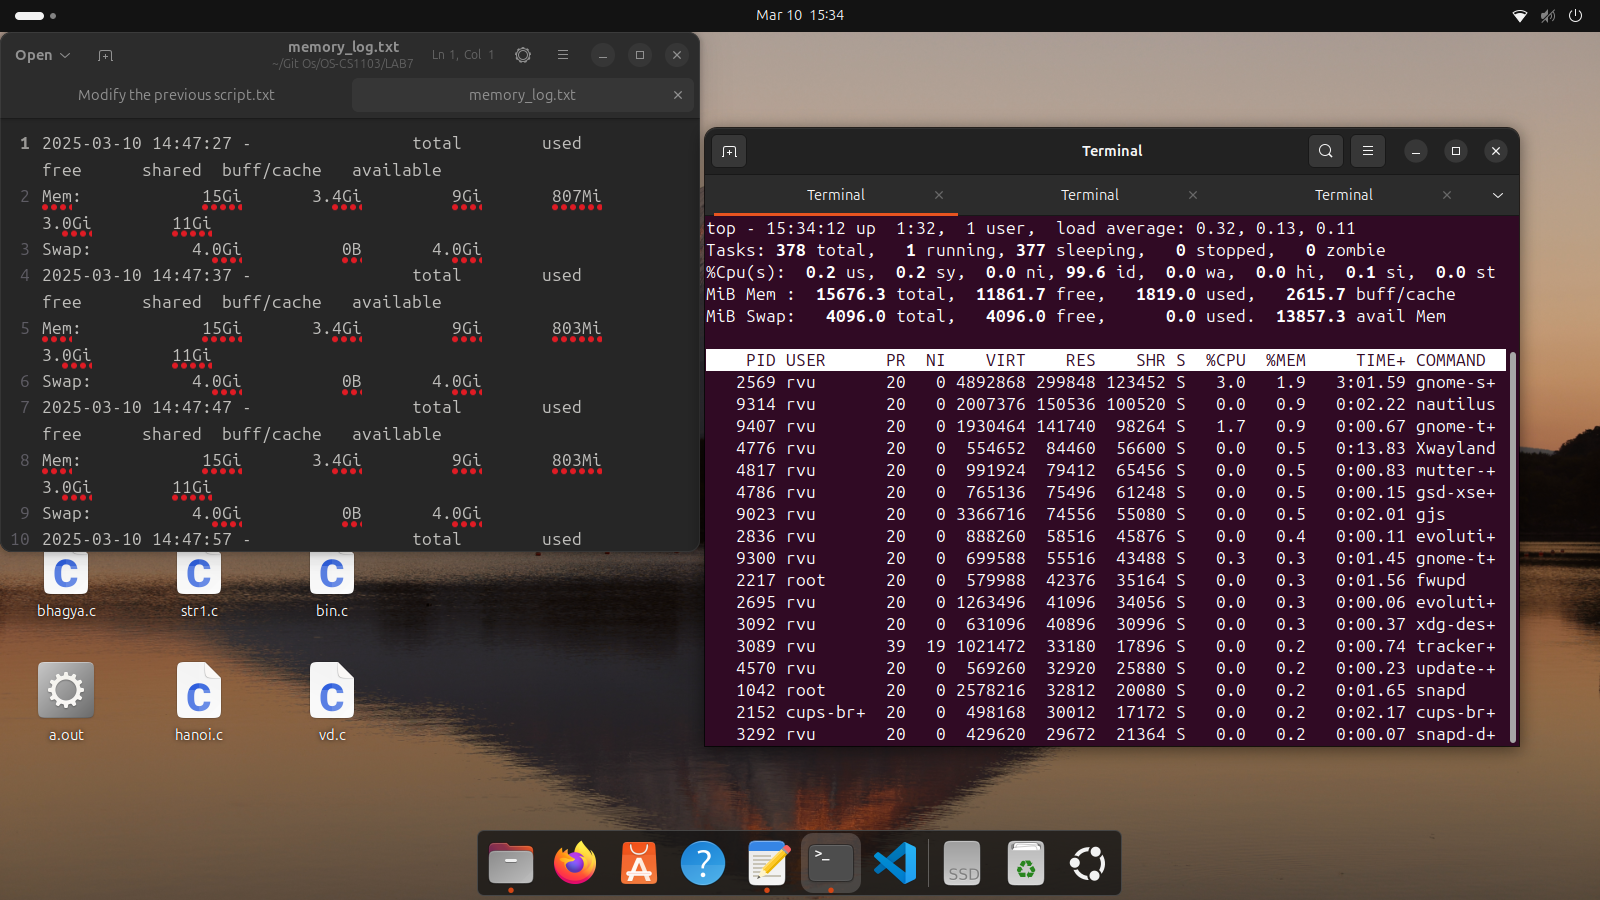 Mar 10 15:34
Open
memory_log.txt
~/Git Os/OS-CS1103/LAB7
Ln 1, Col 1
Modify the previous script.txt
memory_log.txt
1 2025-03-10 14:47:27 - total used
free shared buff/cache available
2 Mem: 15Gi 3.4Gi 9Gi 807Mi
3.0Gi 11Gi
3 Swap: 4.0Gi 0B 4.0Gi
4 2025-03-10 14:47:37 - total used
free shared buff/cache available
5 Mem: 15Gi 3.4Gi 9Gi 803Mi
3.0Gi 11Gi
6 Swap: 4.0Gi 0B 4.0Gi
7 2025-03-10 14:47:47 - total used
free shared buff/cache available
8 Mem: 15Gi 3.4Gi 9Gi 803Mi
3.0Gi 11Gi
9 Swap: 4.0Gi 0B 4.0Gi
10 2025-03-10 14:47:57 - total used
Terminal
Terminal Terminal Terminal
top - 15:34:12 up 1:32, 1 user, load average: 0.32, 0.13, 0.11
Tasks: 378 total, 1 running, 377 sleeping, 0 stopped, 0 zombie
%Cpu(s): 0.2 us, 0.2 sy, 0.0 ni, 99.6 id, 0.0 wa, 0.0 hi, 0.1 si, 0.0 st
MiB Mem : 15676.3 total, 11861.7 free, 1819.0 used, 2615.7 buff/cache
MiB Swap: 4096.0 total, 4096.0 free, 0.0 used. 13857.3 avail Mem
PID USER PR NI VIRT RES SHR S %CPU %MEM TIME+ COMMAND
2569 rvu 20 0 4892868 299848 123452 S 3.0 1.9 3:01.59 gnome-s+
9314 rvu 20 0 2007376 150536 100520 S 0.0 0.9 0:02.22 nautilus
9407 rvu 20 0 1930464 141740 98264 S 1.7 0.9 0:00.67 gnome-t+
4776 rvu 20 0 554652 84460 56600 S 0.0 0.5 0:13.83 Xwayland
4817 rvu 20 0 991924 79412 65456 S 0.0 0.5 0:00.83 mutter-+
4786 rvu 20 0 765136 75496 61248 S 0.0 0.5 0:00.15 gsd-xse+
9023 rvu 20 0 3366716 74556 55080 S 0.0 0.5 0:02.01 gjs
2836 rvu 20 0 888260 58516 45876 S 0.0 0.4 0:00.11 evoluti+
9300 rvu 20 0 699588 55516 43488 S 0.3 0.3 0:01.45 gnome-t+
2217 root 20 0 579988 42376 35164 S 0.0 0.3 0:01.56 fwupd
2695 rvu 20 0 1263496 41096 34056 S 0.0 0.3 0:00.06 evoluti+
3092 rvu 20 0 631096 40896 30996 S 0.0 0.3 0:00.37 xdg-des+
3089 rvu 39 19 1021472 33180 17896 S 0.0 0.2 0:00.74 tracker+
4570 rvu 20 0 569260 32920 25880 S 0.0 0.2 0:00.23 update-+
1042 root 20 0 2578216 32812 20080 S 0.0 0.2 0:01.65 snapd
2152 cups-br+ 20 0 498168 30012 17172 S 0.0 0.2 0:02.17 cups-br+
3292 rvu 20 0 429620 29672 21364 S 0.0 0.2 0:00.07 snapd-d+
C C C
bhagya.c str1.c bin.c
C C
a.out hanoi.c vd.c
SSD